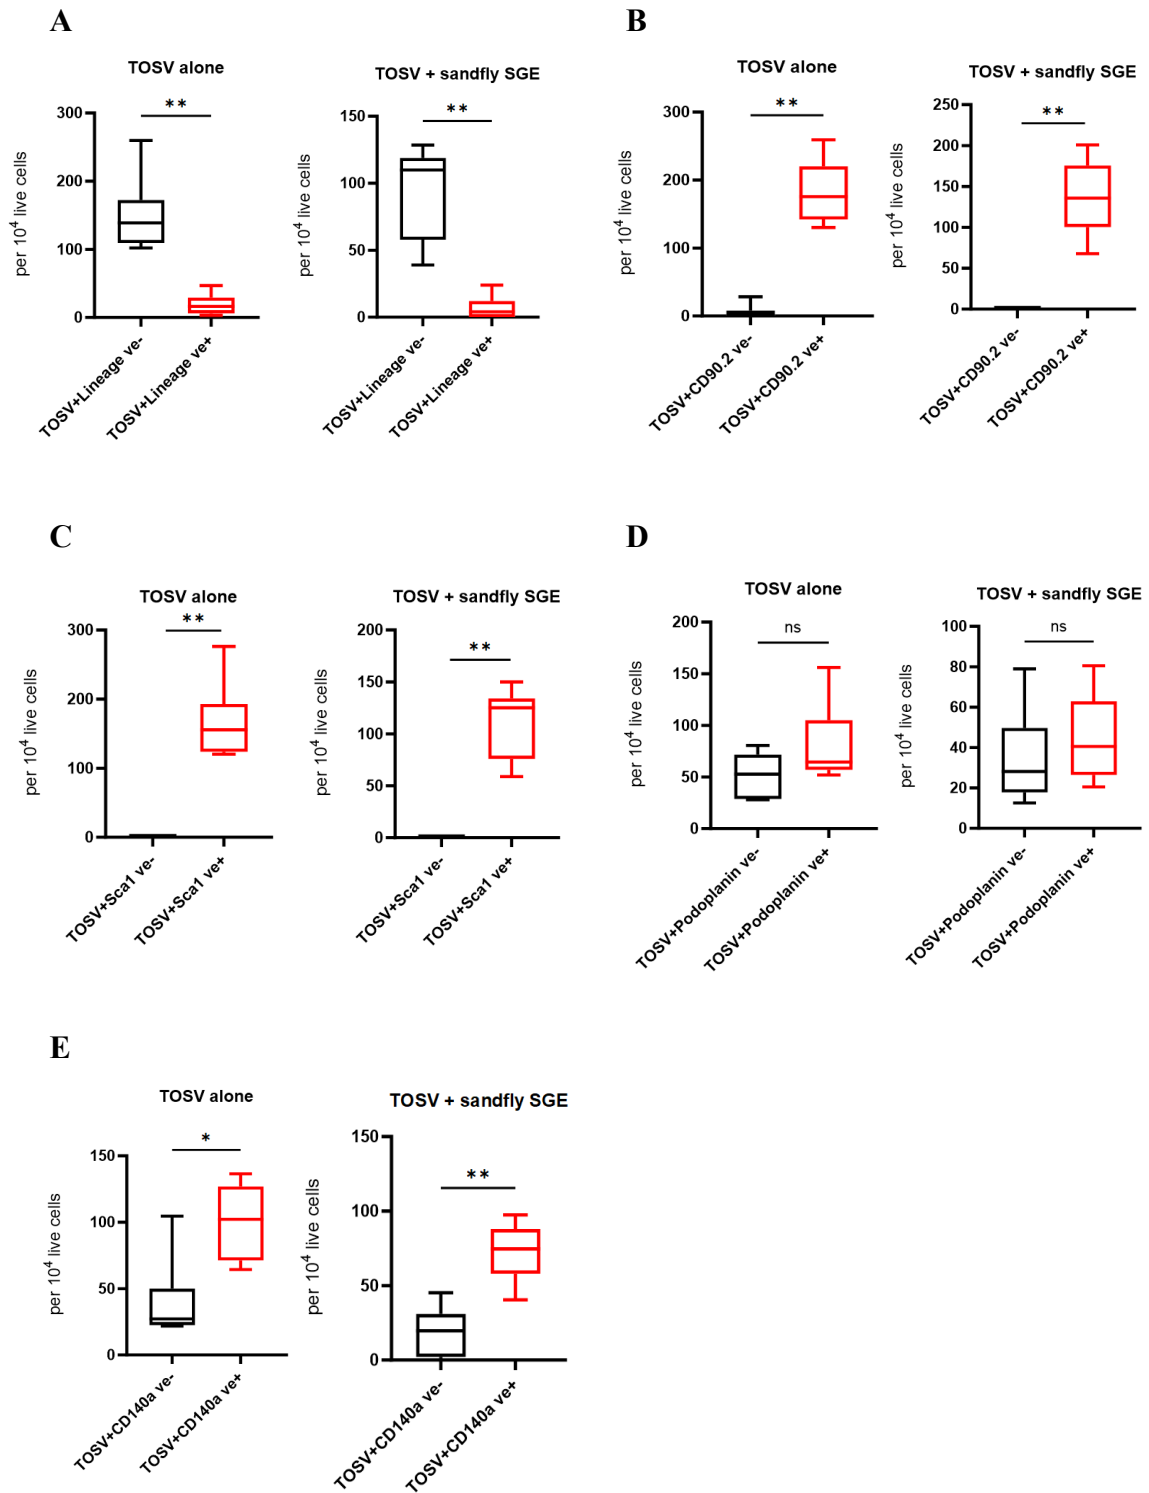 A
TOSV alone
**
300
200
100
0
per 10⁴ live cells
TOSV+Lineage ve-
TOSV+Lineage ve+
TOSV + sandfly SGE
**
150
100
50
0
per 10⁴ live cells
TOSV+Lineage ve-
TOSV+Lineage ve+
B
TOSV alone
**
300
200
100
0
per 10⁴ live cells
TOSV+CD90.2 ve-
TOSV+CD90.2 ve+
TOSV + sandfly SGE
**
250
200
150
100
50
0
per 10⁴ live cells
TOSV+CD90.2 ve-
TOSV+CD90.2 ve+
C
TOSV alone
**
300
200
100
0
per 10⁴ live cells
TOSV+Sca1 ve-
TOSV+Sca1 ve+
TOSV + sandfly SGE
**
200
150
100
50
0
per 10⁴ live cells
TOSV+Sca1 ve-
TOSV+Sca1 ve+
D
TOSV alone
ns
200
150
100
50
0
per 10⁴ live cells
TOSV+Podoplanin ve-
TOSV+Podoplanin ve+
TOSV + sandfly SGE
ns
100
80
60
40
20
0
per 10⁴ live cells
TOSV+Podoplanin ve-
TOSV+Podoplanin ve+
E
TOSV alone
*
150
100
50
0
per 10⁴ live cells
TOSV+CD140a ve-
TOSV+CD140a ve+
TOSV + sandfly SGE
**
150
100
50
0
per 10⁴ live cells
TOSV+CD140a ve-
TOSV+CD140a ve+